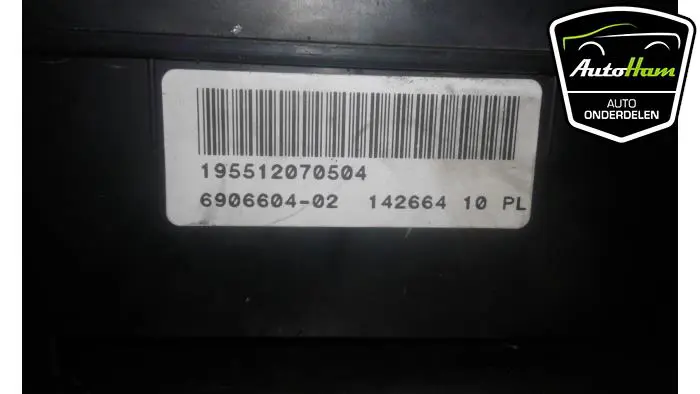 195512070504
6906604-02 142664 10 PL
AutoHam
AUTO
ONDERDELEN